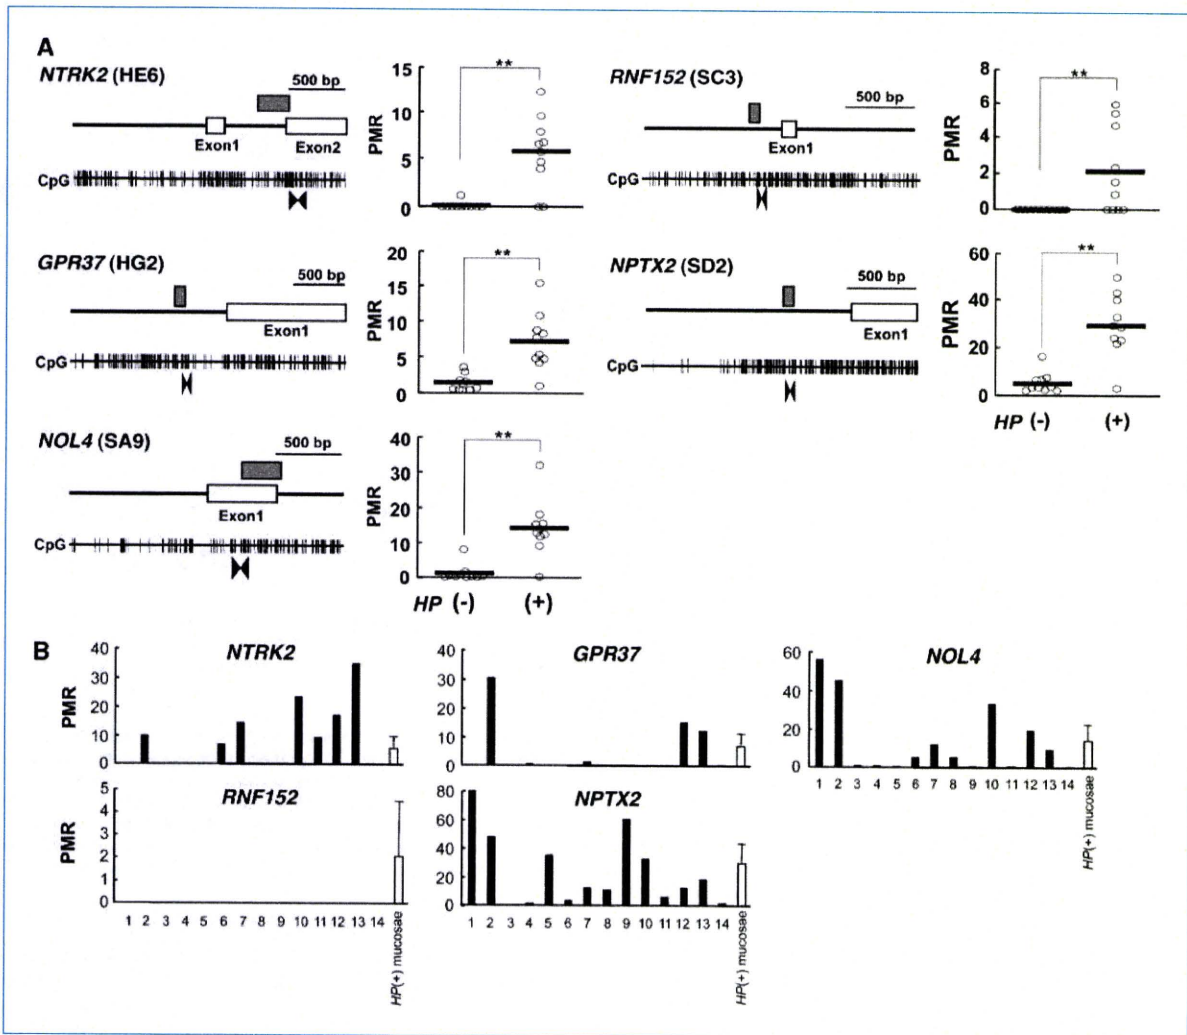 A
NTRK2 (HE6)
500 bp
Exon1
Exon2
CpG
15
10
5
0
PMR
**
RNF152 (SC3)
500 bp
Exon1
CpG
8
6
4
2
0
PMR
**
GPR37 (HG2)
500 bp
Exon1
CpG
20
15
10
5
0
PMR
**
NPTX2 (SD2)
500 bp
Exon1
CpG
60
40
20
0
PMR
**
HP (-) (+)
NOL4 (SA9)
500 bp
Exon1
CpG
40
30
20
10
0
PMR
**
HP (-) (+)
B
NTRK2
40
30
20
10
0
PMR
GPR37
40
30
20
10
0
NOL4
60
40
20
0
1 2 3 4 5 6 7 8 9 10 11 12 13 14
HP(+) mucosae
RNF152
5
4
3
2
1
0
PMR
1 2 3 4 5 6 7 8 9 10 11 12 13 14
HP(+) mucosae
NPTX2
80
60
40
20
0
1 2 3 4 5 6 7 8 9 10 11 12 13 14
HP(+) mucosae